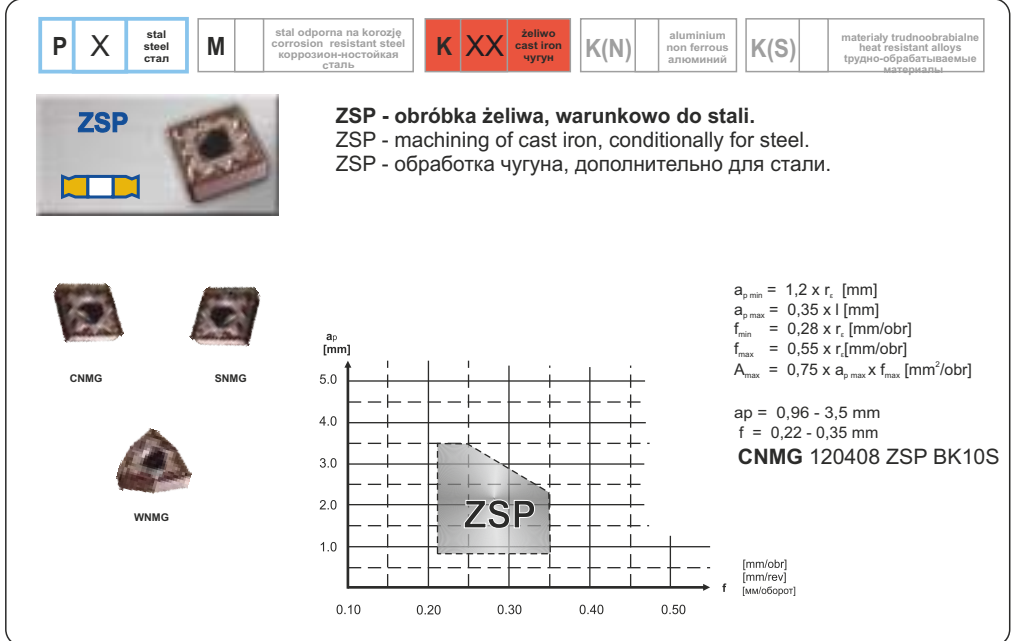 P X stal
steel
стал
M stal odporna na korozję
corrosion resistant steel
коррозион-ностойкая
сталь
K XX żeliwo
cast iron
чугун
K(N) aluminium
non ferrous
алюминий
K(S) materiały trudnoobrabialne
heat resistant alloys
трудно-обрабатываемые
материалы
ZSP
ZSP - obróbka żeliwa, warunkowo do stali.
ZSP - machining of cast iron, conditionally for steel.
ZSP - обработка чугуна, дополнительно для стали.
CNMG
SNMG
WNMG
ap
[mm]
5.0
4.0
3.0
2.0
1.0
ZSP
0.10 0.20 0.30 0.40 0.50
f
[mm/obr]
[mm/rev]
[мм/оборот]
ap min = 1,2 x rε [mm]
ap max = 0,35 x l [mm]
fmin = 0,28 x rε [mm/obr]
fmax = 0,55 x rε[mm/obr]
Amax = 0,75 x ap max x fmax [mm²/obr]
ap = 0,96 - 3,5 mm
f = 0,22 - 0,35 mm
CNMG 120408 ZSP BK10S